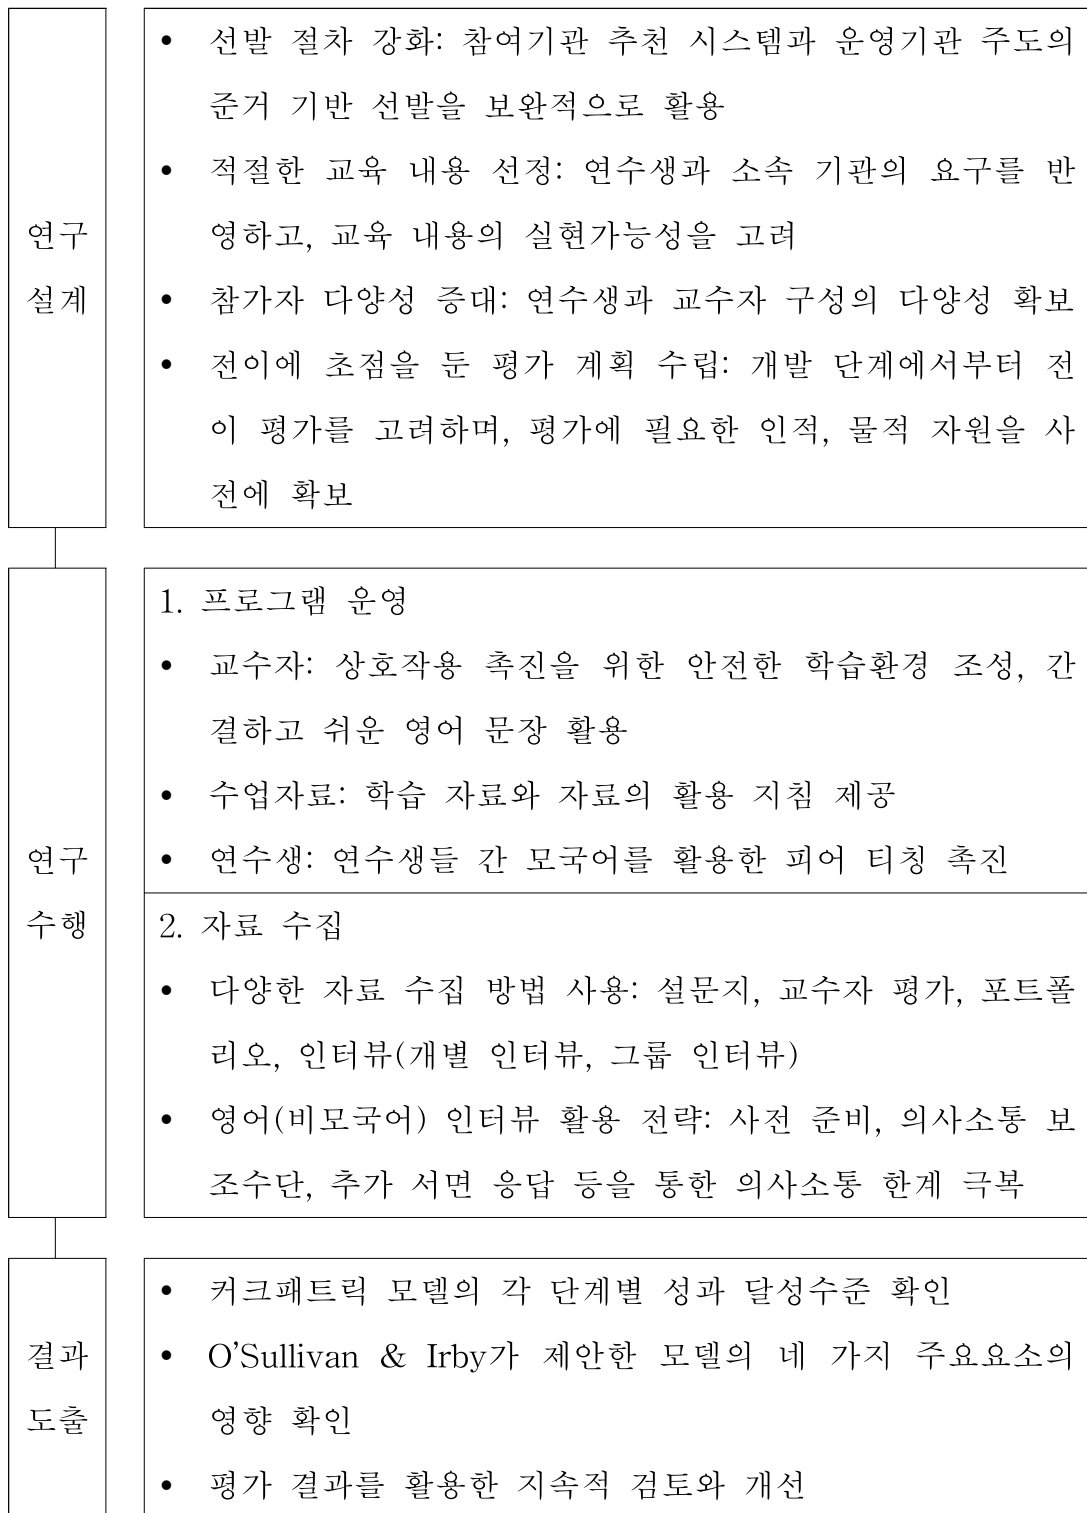 연구
설계
• 선발 절차 강화: 참여기관 추천 시스템과 운영기관 주도의
준거 기반 선발을 보완적으로 활용
• 적절한 교육 내용 선정: 연수생과 소속 기관의 요구를 반
영하고, 교육 내용의 실현가능성을 고려
• 참가자 다양성 증대: 연수생과 교수자 구성의 다양성 확보
• 전이에 초점을 둔 평가 계획 수립: 개발 단계에서부터 전
이 평가를 고려하며, 평가에 필요한 인적, 물적 자원을 사
전에 확보
연구
수행
1. 프로그램 운영
• 교수자: 상호작용 촉진을 위한 안전한 학습환경 조성, 간
결하고 쉬운 영어 문장 활용
• 수업자료: 학습 자료와 자료의 활용 지침 제공
• 연수생: 연수생들 간 모국어를 활용한 피어 티칭 촉진
2. 자료 수집
• 다양한 자료 수집 방법 사용: 설문지, 교수자 평가, 포트폴
리오, 인터뷰(개별 인터뷰, 그룹 인터뷰)
• 영어(비모국어) 인터뷰 활용 전략: 사전 준비, 의사소통 보
조수단, 추가 서면 응답 등을 통한 의사소통 한계 극복
결과
도출
• 커크패트릭 모델의 각 단계별 성과 달성수준 확인
• O’Sullivan & Irby가 제안한 모델의 네 가지 주요요소의
영향 확인
• 평가 결과를 활용한 지속적 검토와 개선